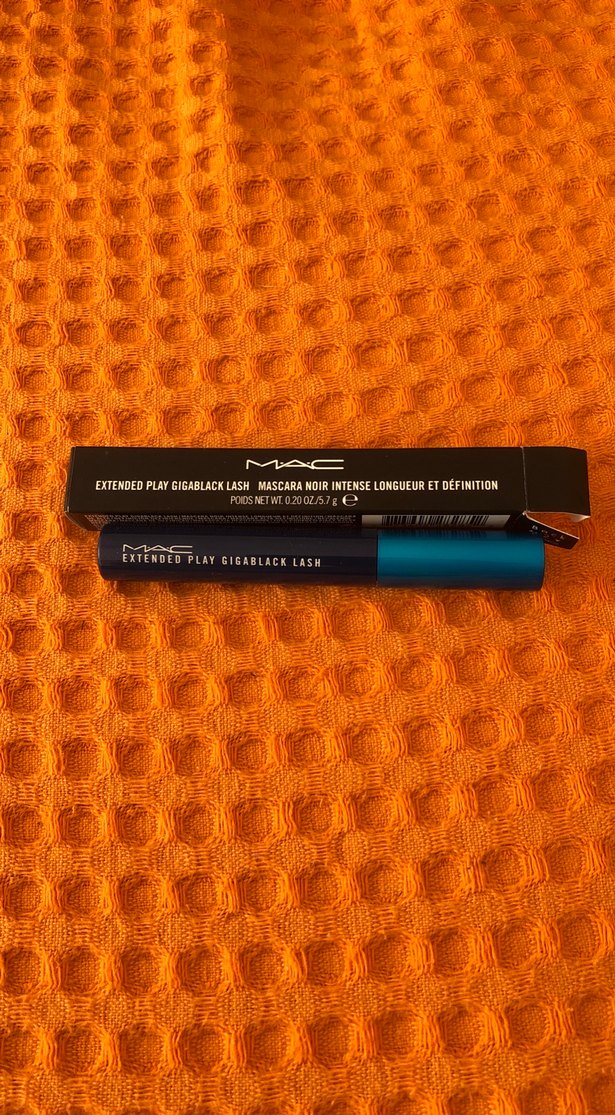 MAC
EXTENDED PLAY GIGABLACK LASH MASCARA NOIR INTENSE LONGUEUR ET DÉFINITION
POIDS NET WT. 0.20 OZ./5.7 g ℮
MAC
EXTENDED PLAY GIGABLACK LASH